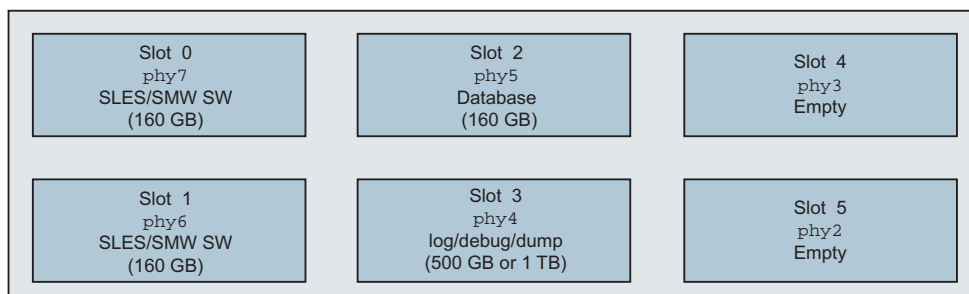 Slot 0
phy7
SLES/SMW SW
(160 GB)
Slot 2
phy5
Database
(160 GB)
Slot 4
phy3
Empty
Slot 1
phy6
SLES/SMW SW
(160 GB)
Slot 3
phy4
log/debug/dump
(500 GB or 1 TB)
Slot 5
phy2
Empty